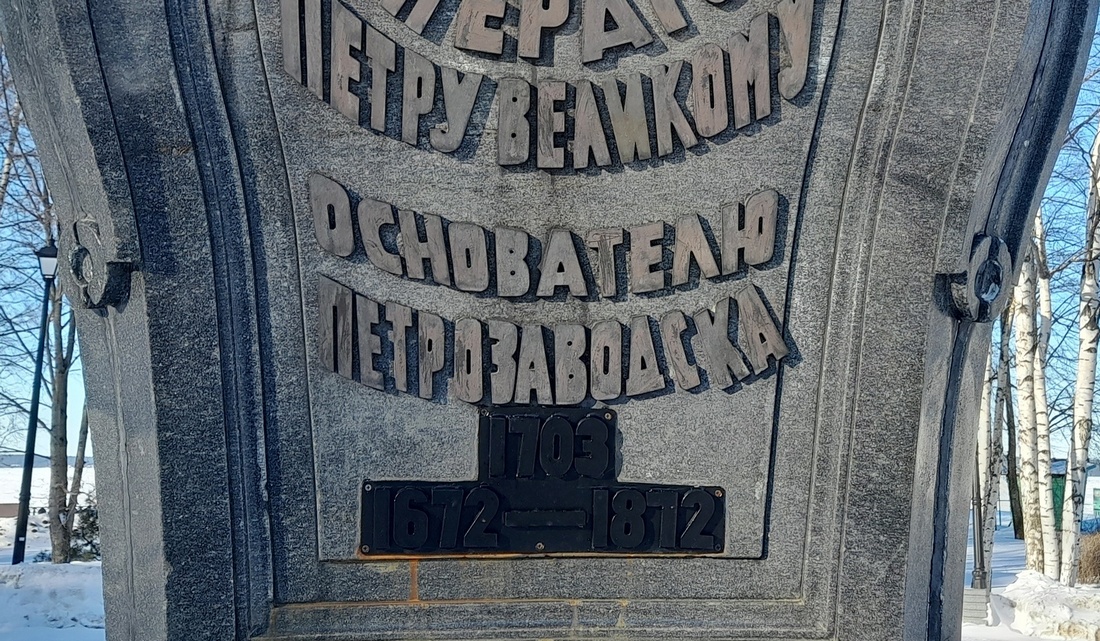 ПЕТРУ ВЕЛИКОМУ
ОСНОВАТЕЛЮ
ПЕТРОЗАВОДСКА
1703
1672 — 1872